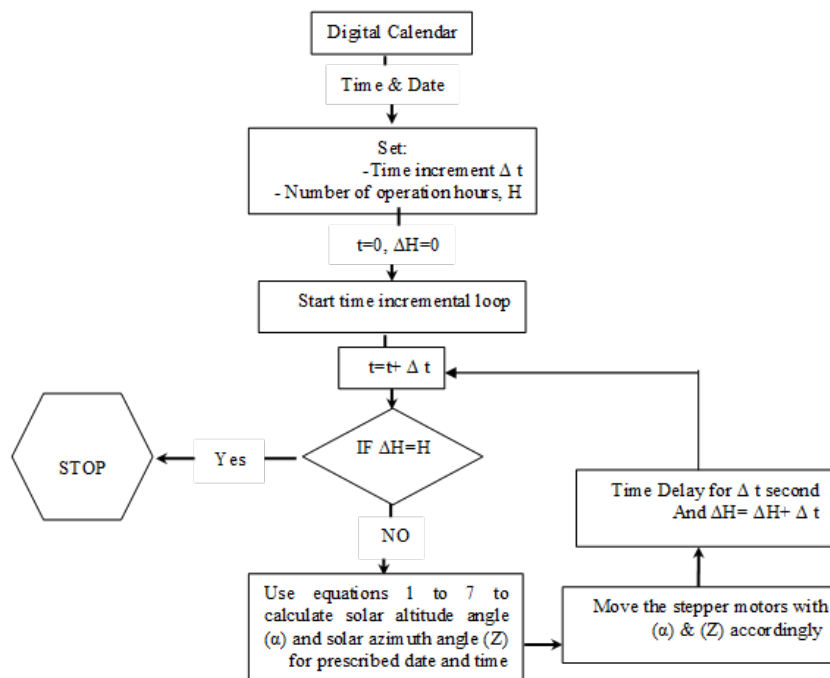 Digital Calendar
Time & Date
Set:
-Time increment Δ t
- Number of operation hours, H
t=0, ΔH=0
Start time incremental loop
t=t+ Δ t
IF ΔH=H
Yes
STOP
NO
Use equations 1 to 7 to
calculate solar altitude angle
(α) and solar azimuth angle (Z)
for prescribed date and time
Move the stepper motors with
(α) & (Z) accordingly
Time Delay for Δ t second
And ΔH= ΔH+ Δ t